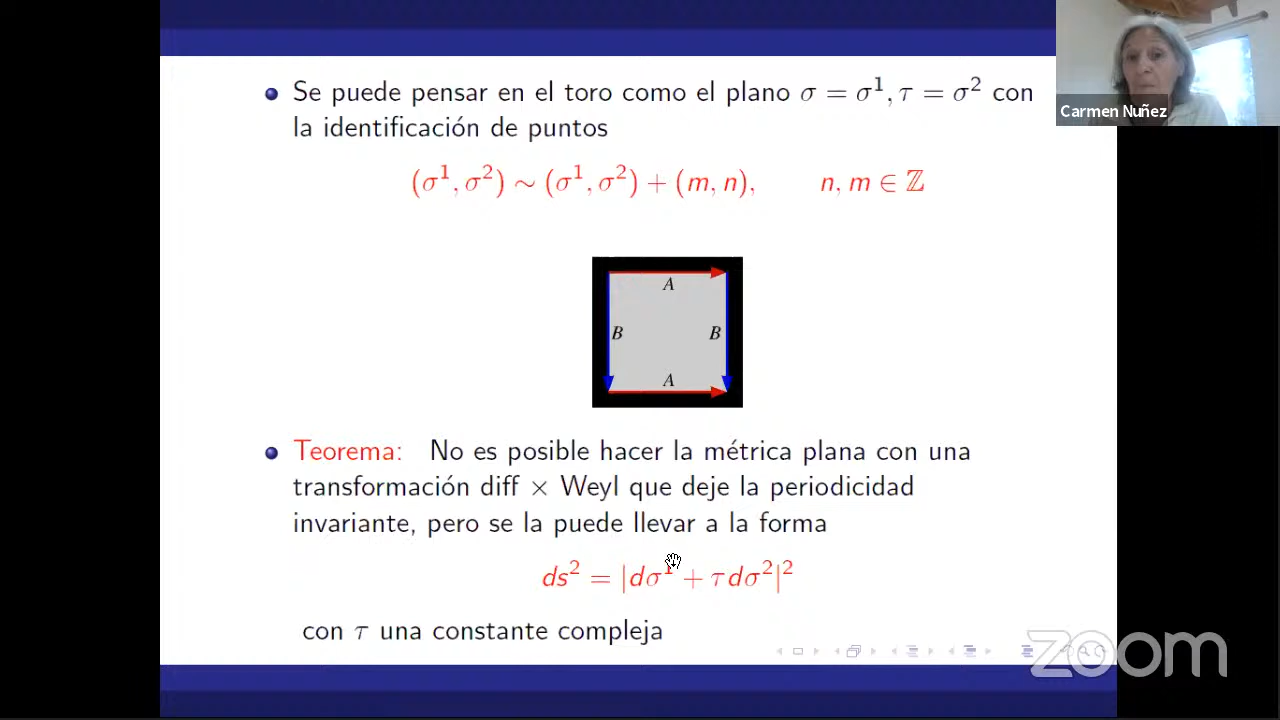 Se puede pensar en el toro como el plano σ = σ¹, τ = σ² con
la identificación de puntos
(σ¹, σ²) ∼ (σ¹, σ²) + (m, n), n, m ∈ ℤ
A
B B
A
Teorema: No es posible hacer la métrica plana con una
transformación diff × Weyl que deje la periodicidad
invariante, pero se la puede llevar a la forma
ds² = |dσ¹ + τdσ²|²
con τ una constante compleja
Carmen Nuñez
zoom